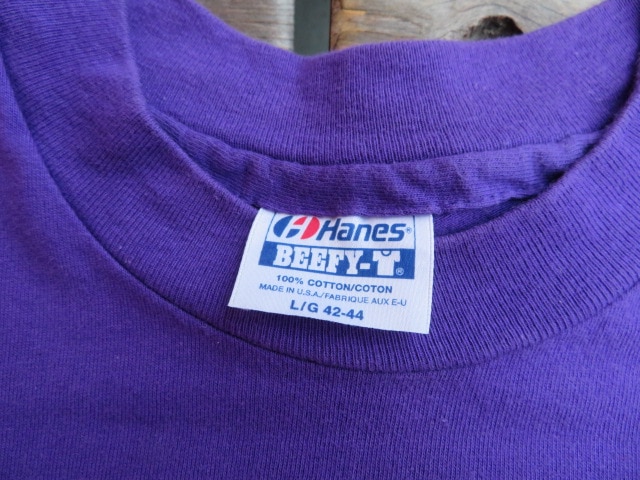 Hanes®
BEEFY-T®
100% COTTON/COTON
MADE IN U.S.A./FABRIQUE AUX E-U
L/G 42-44